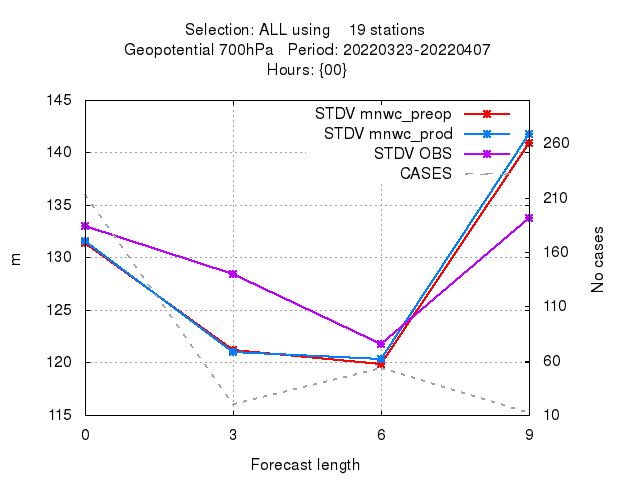 Selection: ALL using 19 stations
Geopotential 700hPa Period: 20220323-20220407
Hours: {00}
STDV mnwc_preop
STDV mnwc_prod
STDV OBS
CASES
145
140
135
130
125
120
115
m
260
210
160
110
60
10
No cases
0 3 6 9
Forecast length